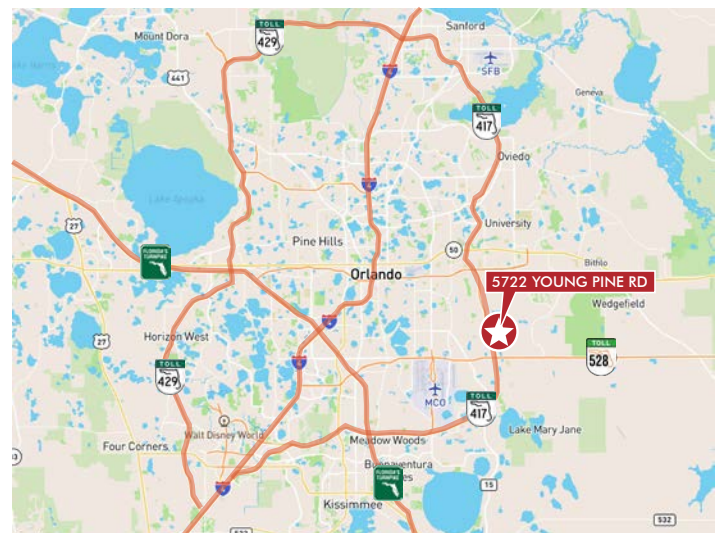 Mount Dora
TOLL
429
Sanford
4
SFB
441
Geneva
TOLL
417
Oviedo
Lake Apopka
4
27
University
Pine Hills
50
FLORIDA'S
TURNPIKE
Orlando
Bithlo
5722 YOUNG PINE RD
Wedgefield
4
Horizon West
27
TOLL
528
4
TOLL
429
MCO
TOLL
417
Walt Disney World
Lake Mary Jane
Four Corners
Meadow Woods
Buenaventura
FLORIDA'S
TURNPIKE
15
4
Kissimmee
532